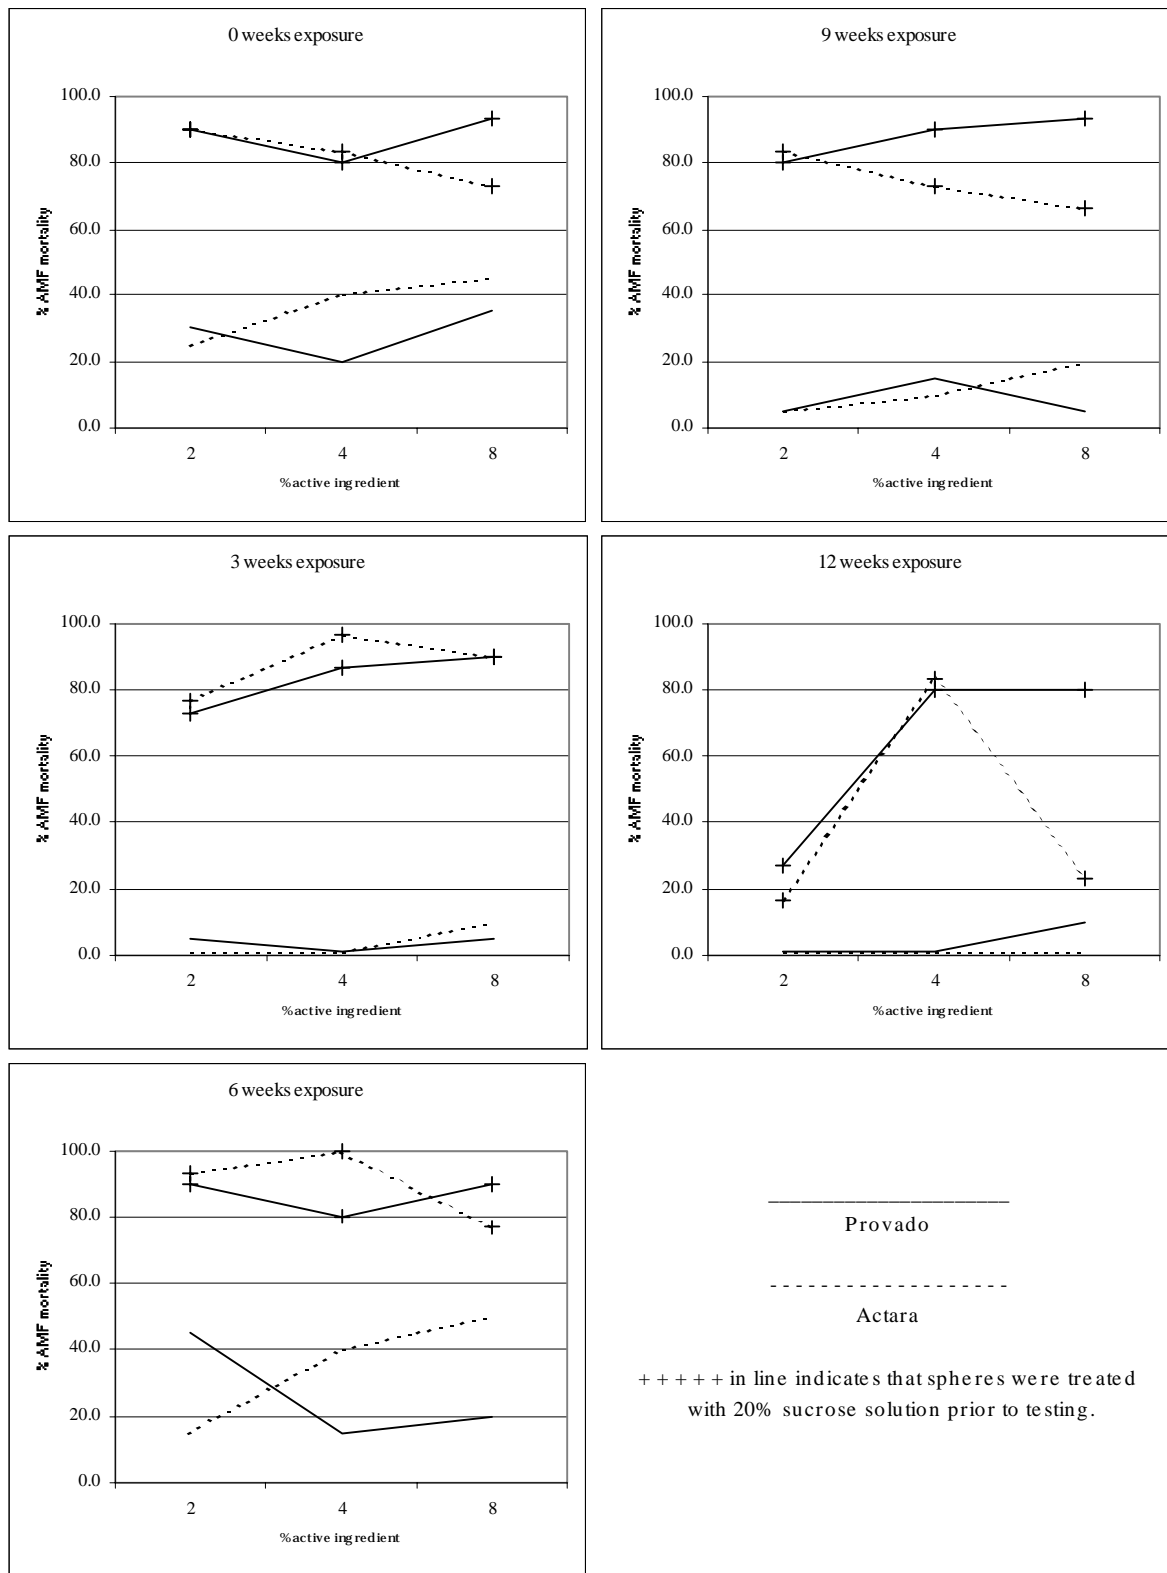 0 weeks exposure
100.0
80.0
60.0
40.0
20.0
0.0
% AMF mortality
2 4 8
% active ingredient
9 weeks exposure
100.0
80.0
60.0
40.0
20.0
0.0
% AMF mortality
2 4 8
% active ingredient
3 weeks exposure
100.0
80.0
60.0
40.0
20.0
0.0
% AMF mortality
2 4 8
% active ingredient
12 weeks exposure
100.0
80.0
60.0
40.0
20.0
0.0
% AMF mortality
2 4 8
% active ingredient
6 weeks exposure
100.0
80.0
60.0
40.0
20.0
0.0
% AMF mortality
2 4 8
% active ingredient
Provado
Actara
+ + + + + in line indicates that spheres were treated
with 20% sucrose solution prior to testing.